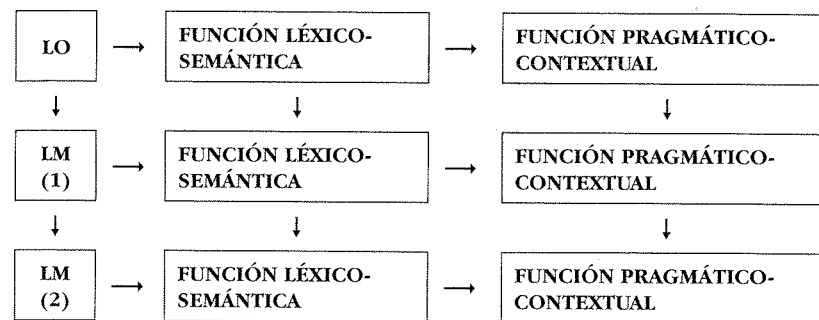 LO
FUNCIÓN LÉXICO-
SEMÁNTICA
FUNCIÓN PRAGMÁTICO-
CONTEXTUAL
LM
(1)
FUNCIÓN LÉXICO-
SEMÁNTICA
FUNCIÓN PRAGMÁTICO-
CONTEXTUAL
LM
(2)
FUNCIÓN LÉXICO-
SEMÁNTICA
FUNCIÓN PRAGMÁTICO-
CONTEXTUAL